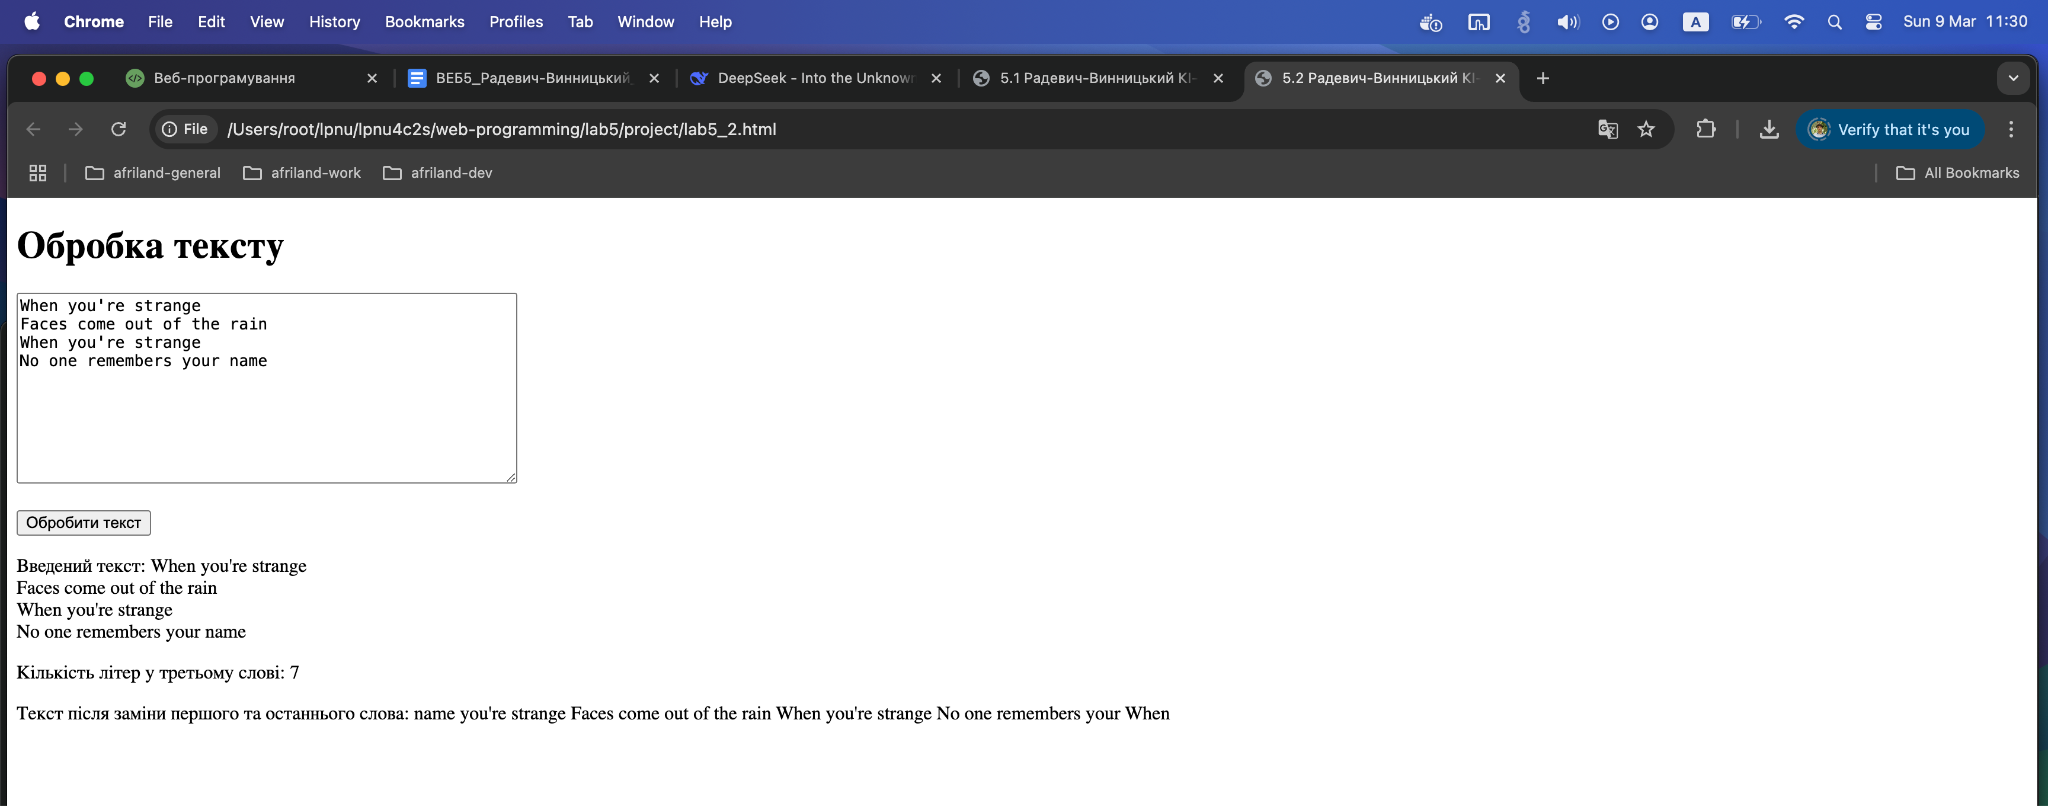 Chrome File Edit View History Bookmarks Profiles Tab Window Help A Sun 9 Mar 11:30
Веб-програмування ВЕБ5_Радевич-Винницький_ DeepSeek - Into the Unknown 5.1 Радевич-Винницький КІ- 5.2 Радевич-Винницький КІ-
File /Users/root/lpnu/lpnu4c2s/web-programming/lab5/project/lab5_2.html Verify that it's you
afriland-general afriland-work afriland-dev All Bookmarks
Обробка тексту
When you're strange
Faces come out of the rain
When you're strange
No one remembers your name
Обробити текст
Введений текст: When you're strange
Faces come out of the rain
When you're strange
No one remembers your name
Кількість літер у третьому слові: 7
Текст після заміни першого та останнього слова: name you're strange Faces come out of the rain When you're strange No one remembers your When